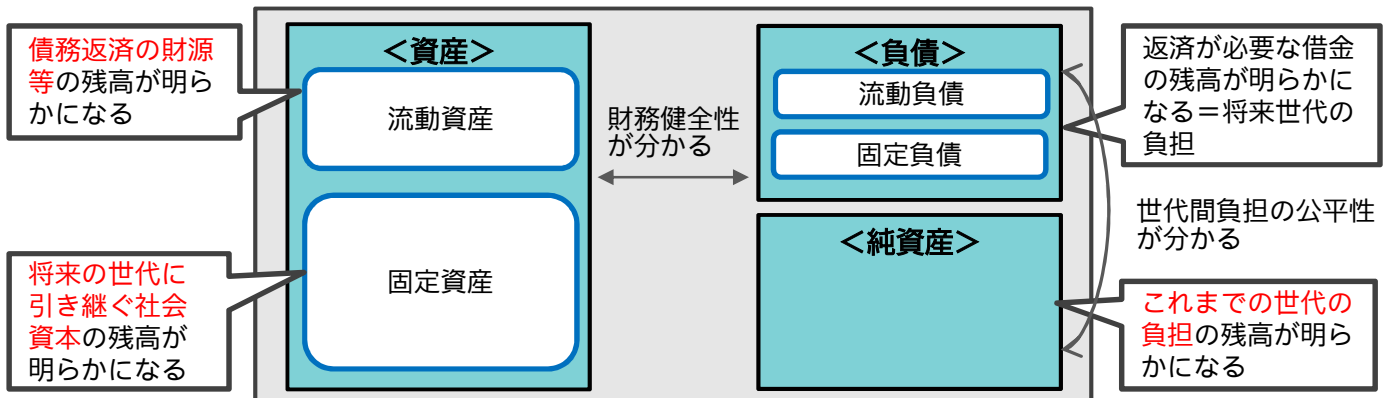 債務返済の財源
等の残高が明ら
かになる
将来の世代に
引き継ぐ社会
資本の残高が
明らかになる
＜資産＞
流動資産
固定資産
財務健全性
が分かる
＜負債＞
流動負債
固定負債
＜純資産＞
返済が必要な借金
の残高が明らかに
なる＝将来世代の
負担
世代間負担の公平性
が分かる
これまでの世代の
負担の残高が明ら
かになる